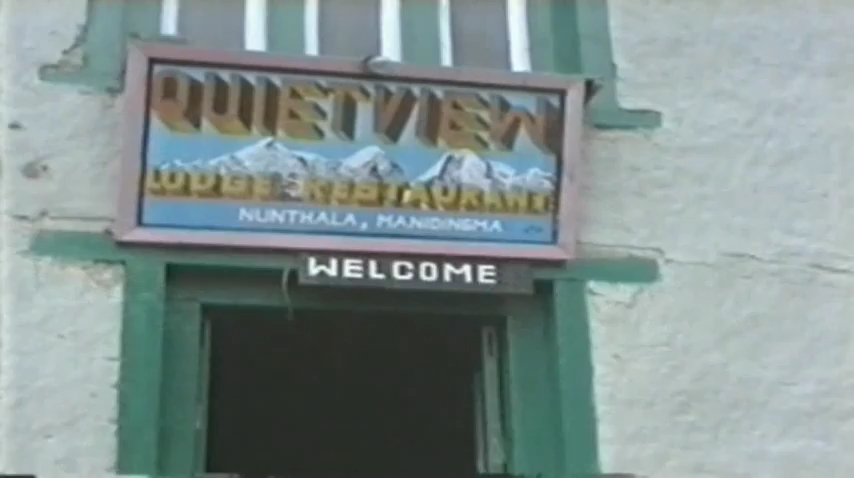 QUIETVIEW
LODGE & RESTAURANT
NUNTHALA, MANIDINGMA
WELCOME